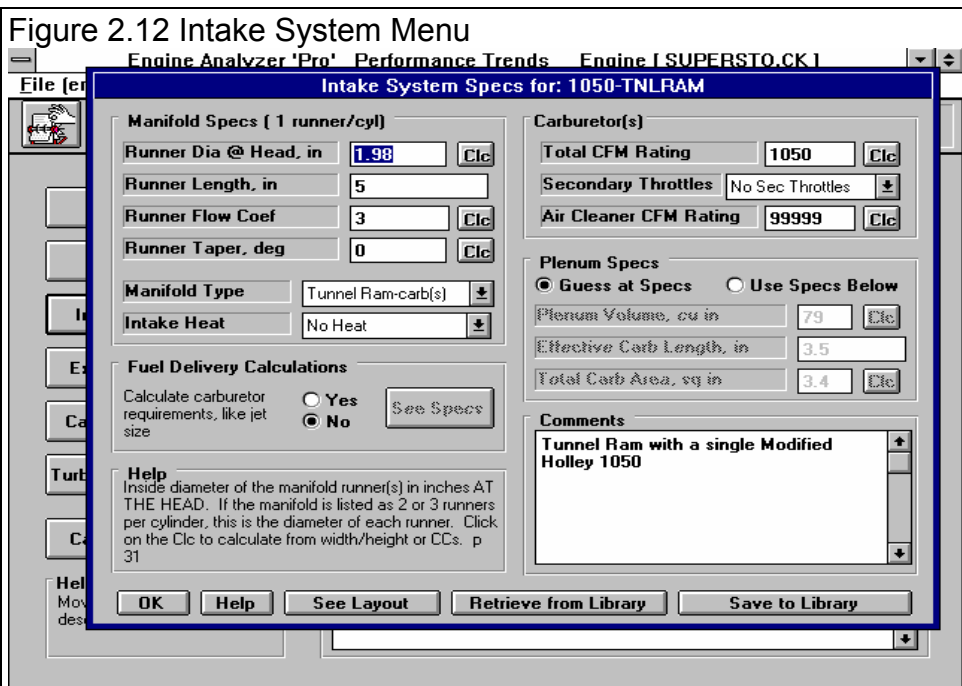 Figure 2.12 Intake System Menu
Engine Analyzer 'Pro' Performance Trends Engine [ SUPERSTO.CK ]
File (en
Intake System Specs for: 1050-TNLRAM
Manifold Specs ( 1 runner/cyl)
Runner Dia @ Head, in 1.98 Clc
Runner Length, in 5
Runner Flow Coef 3 Clc
Runner Taper, deg 0 Clc
Manifold Type Tunnel Ram-carb(s)
Intake Heat No Heat
Fuel Delivery Calculations
Calculate carburetor
requirements, like jet
size
Yes
No
See Specs
Help
Inside diameter of the manifold runner(s) in inches AT
THE HEAD. If the manifold is listed as 2 or 3 runners
per cylinder, this is the diameter of each runner. Click
on the Clc to calculate from width/height or CCs. p
31
Carburetor(s)
Total CFM Rating 1050 Clc
Secondary Throttles No Sec Throttles
Air Cleaner CFM Rating 99999 Clc
Plenum Specs
Guess at Specs Use Specs Below
Plenum Volume, cu in 79 Clc
Effective Carb Length, in 3.5
Total Carb Area, sq in 3.4 Clc
Comments
Tunnel Ram with a single Modified
Holley 1050
OK Help See Layout Retrieve from Library Save to Library
Ca
Turb
Ca
Hel
Mov
des